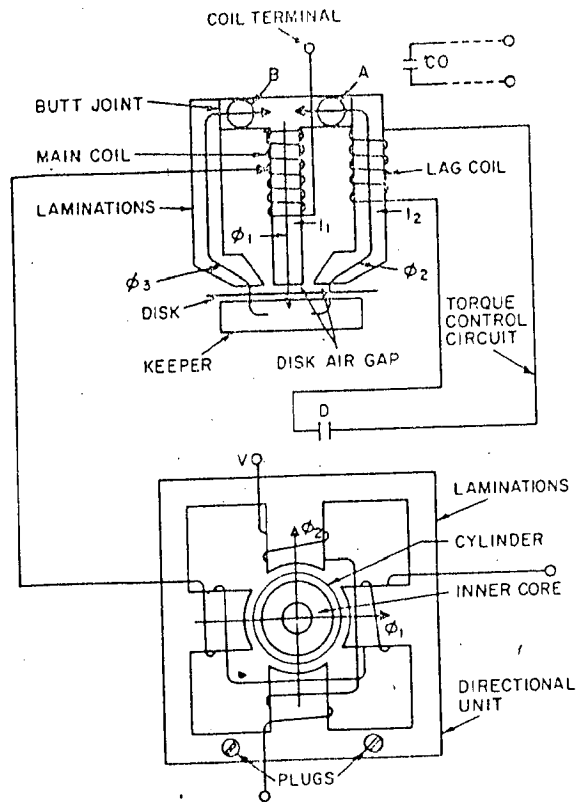 COIL TERMINAL
CO
B
A
BUTT JOINT
MAIN COIL
LAG COIL
LAMINATIONS
I2
ϕ1
I1
ϕ3
ϕ2
DISK
TORQUE
CONTROL
CIRCUIT
KEEPER
DISK AIR GAP
D
V
LAMINATIONS
ϕ2
CYLINDER
INNER CORE
ϕ1
DIRECTIONAL
UNIT
PLUGS